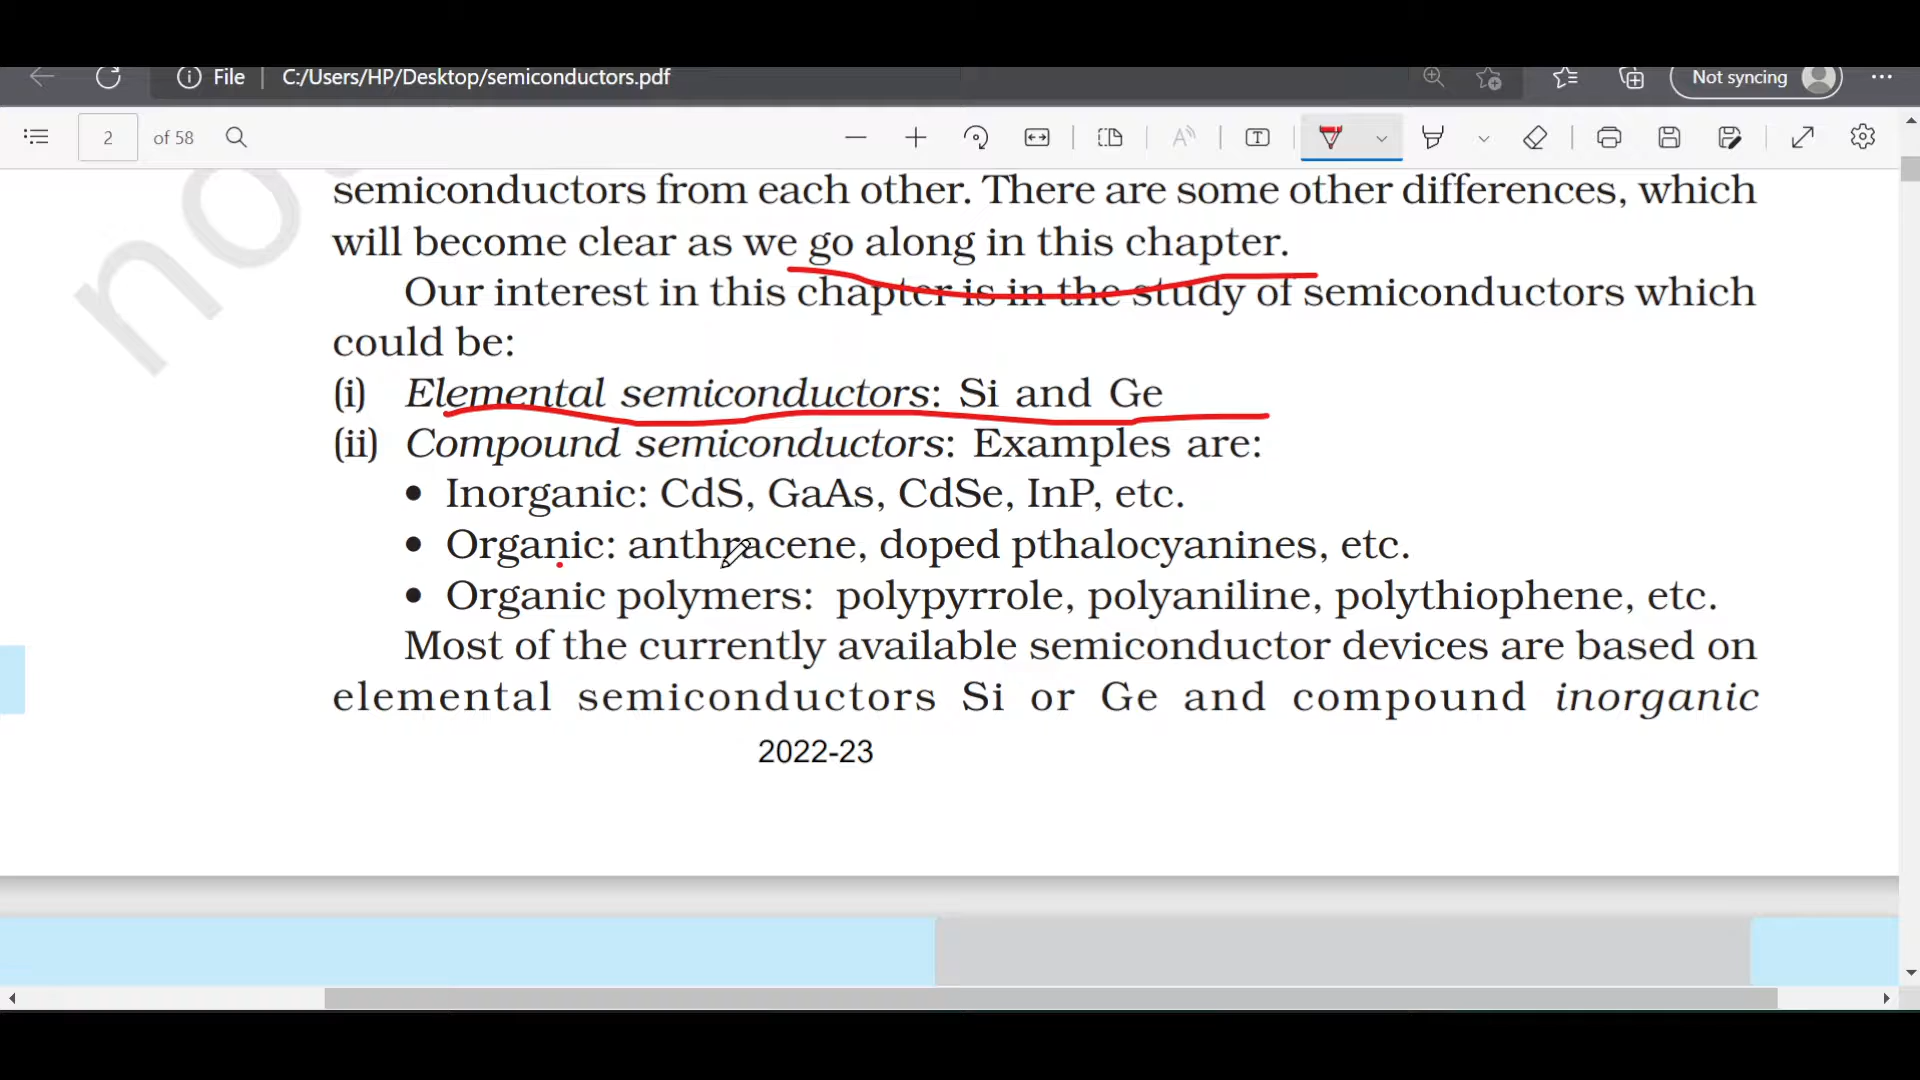 File | C:/Users/HP/Desktop/semiconductors.pdf Not syncing
2 of 58
semiconductors from each other. There are some other differences, which
will become clear as we go along in this chapter.
Our interest in this chapter is in the study of semiconductors which
could be:
(i) Elemental semiconductors: Si and Ge
(ii) Compound semiconductors: Examples are:
• Inorganic: CdS, GaAs, CdSe, InP, etc.
• Organic: anthracene, doped pthalocyanines, etc.
• Organic polymers: polypyrrole, polyaniline, polythiophene, etc.
Most of the currently available semiconductor devices are based on
elemental semiconductors Si or Ge and compound inorganic
2022-23